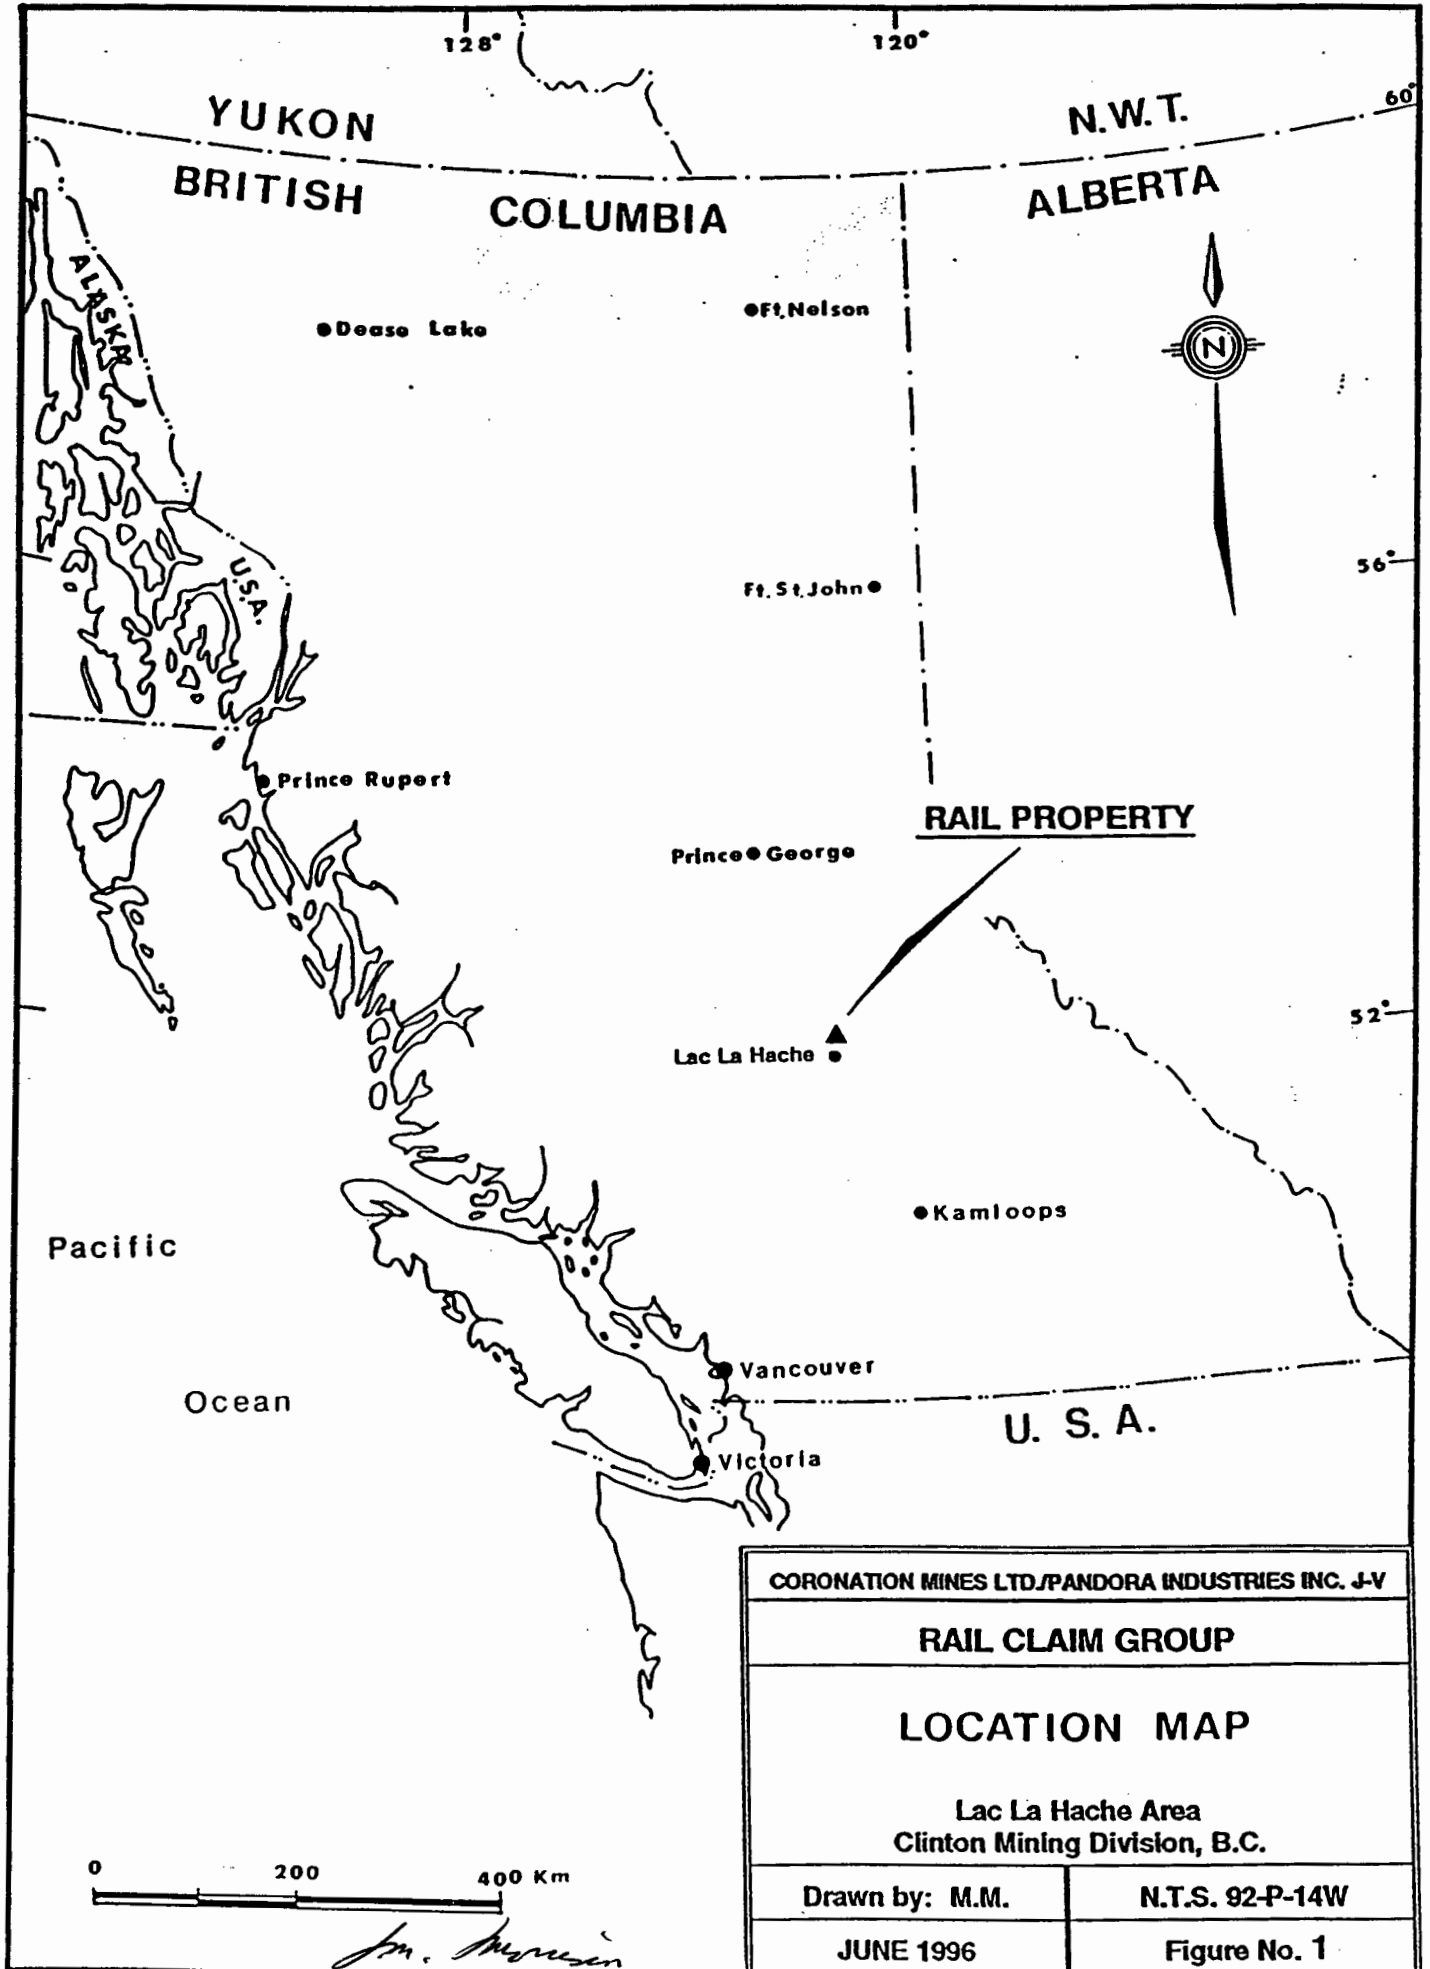 128°
120°
YUKON
N.W.T.
60°
BRITISH COLUMBIA
ALBERTA
ALASKA
Dease Lake
Ft. Nelson
N
U.S.A.
Ft. St. John
56°
Prince Rupert
RAIL PROPERTY
Prince George
52°
Lac La Hache
Kamloops
Pacific
Vancouver
Ocean
U. S. A.
Victoria
CORONATION MINES LTD./PANDORA INDUSTRIES INC. J-V
RAIL CLAIM GROUP
LOCATION MAP
Lac La Hache Area
Clinton Mining Division, B.C.
0 200 400 Km
Drawn by: M.M.
N.T.S. 92-P-14W
JUNE 1996
Figure No. 1